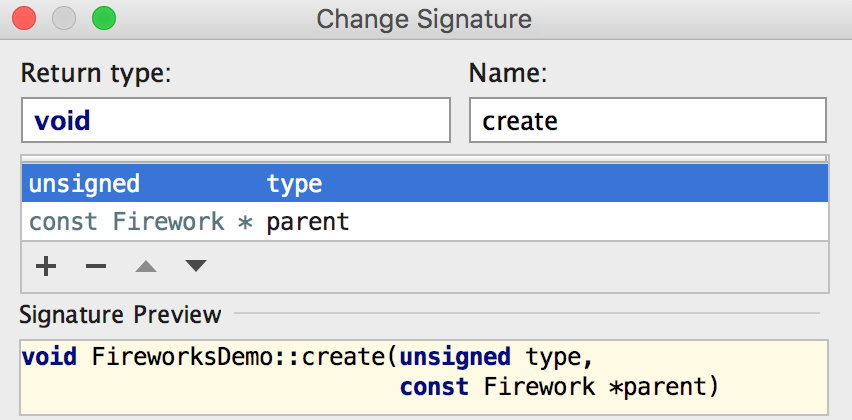 Change Signature
Return type: Name:
void create
unsigned type
const Firework * parent
Signature Preview
void FireworksDemo::create(unsigned type,
const Firework *parent)